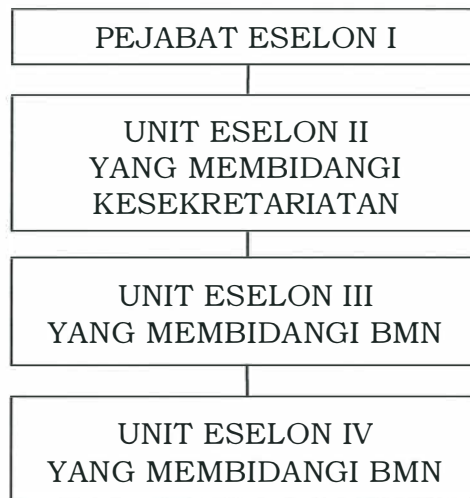 PEJABAT ESELON I
UNIT ESELON II
YANG MEMBIDANGI
KESEKRETARIATAN
UNIT ESELON III
YANG MEMBIDANGI BMN
UNIT ESELON IV
YANG MEMBIDANGI BMN